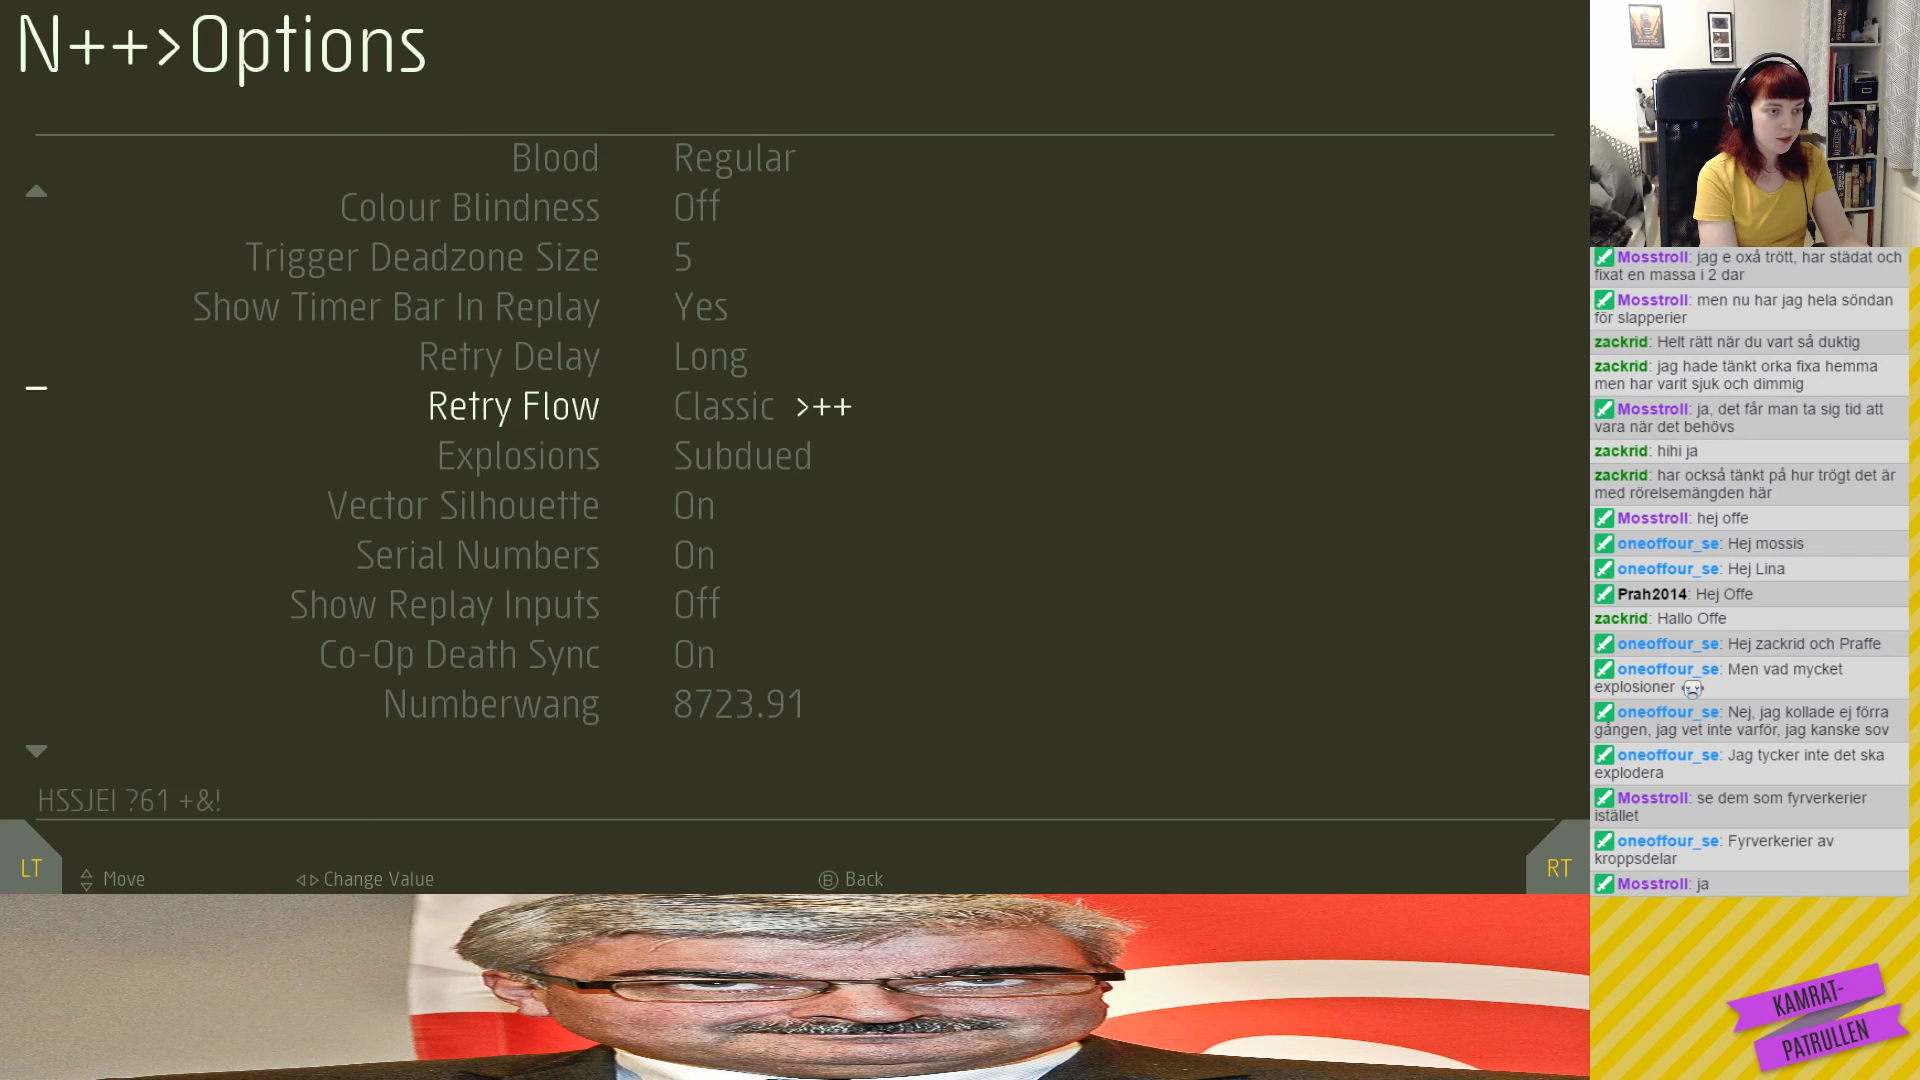 N++>Options
Blood Regular
Colour Blindness Off
Trigger Deadzone Size 5
Show Timer Bar In Replay Yes
Retry Delay Long
Retry Flow Classic >++
Explosions Subdued
Vector Silhouette On
Serial Numbers On
Show Replay Inputs Off
Co-Op Death Sync On
Numberwang 8723.91
HSSJEI ?61 +&!
LT
Move
Change Value
B Back
RT
Mosstroll: jag e oxå trött, har städat och
fixat en massa i 2 dar
Mosstroll: men nu har jag hela söndan
för slapperier
zackrid: Helt rätt när du vart så duktig
zackrid: jag hade tänkt orka fixa hemma
men har varit sjuk och dimmig
Mosstroll: ja, det får man ta sig tid att
vara när det behövs
zackrid: hihi ja
zackrid: har också tänkt på hur trögt det är
med rörelsemängden här
Mosstroll: hej offe
oneoffour_se: Hej mossis
oneoffour_se: Hej Lina
Prah2014: Hej Offe
zackrid: Hallo Offe
oneoffour_se: Hej zackrid och Praffe
oneoffour_se: Men vad mycket
explosioner
oneoffour_se: Nej, jag kollade ej förra
gången, jag vet inte varför, jag kanske sov
oneoffour_se: Jag tycker inte det ska
explodera
Mosstroll: se dem som fyrverkerier
istället
oneoffour_se: Fyrverkerier av
kroppsdelar
Mosstroll: ja
KAMRAT-
PATRULLEN